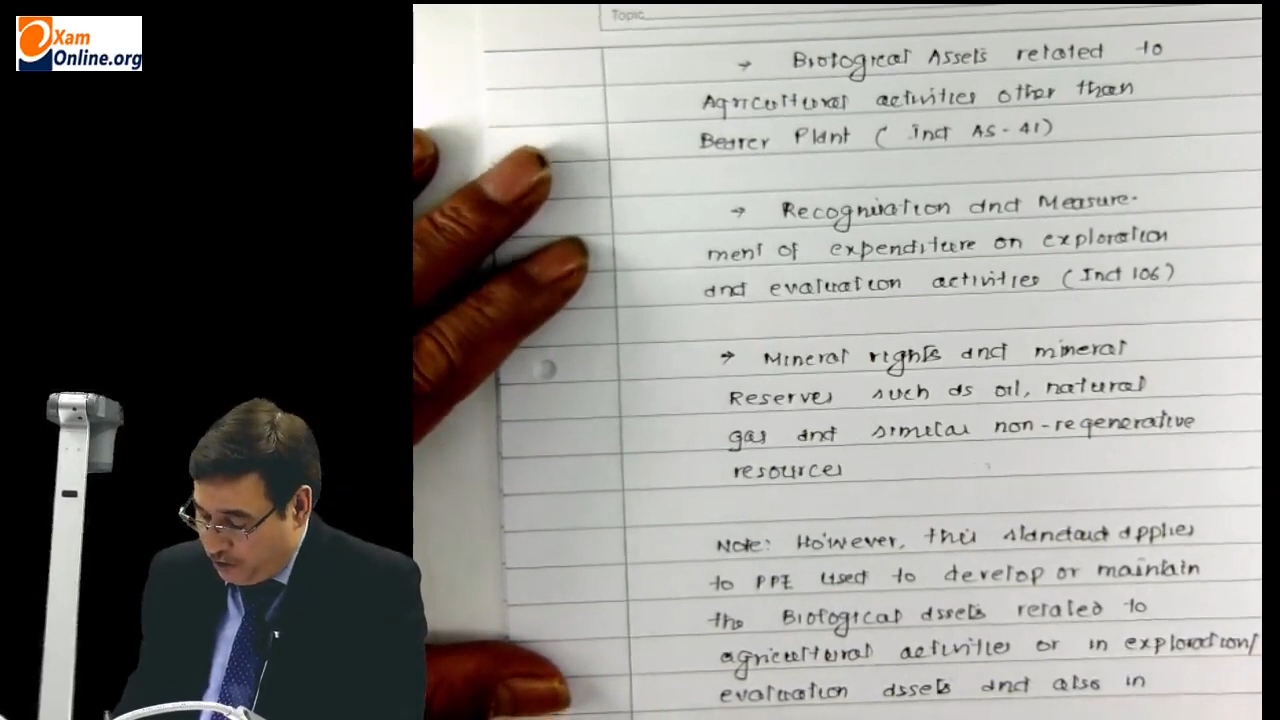 Xam
Online.org
Topic
→ Biological Assets related to
Agricultural activities other than
Bearer Plant ( Ind AS-41)
→ Recognization and Measure-
ment of expenditure on exploration
and evaluation activities (Ind 106)
→ Mineral rights and mineral
Reserves such as oil, natural
gas and similar non-regenerative
resources
Note: However, this standard applies
to PPE used to develop or maintain
the Biological assets related to
agricultural activities or in exploration/
evaluation assets and also in